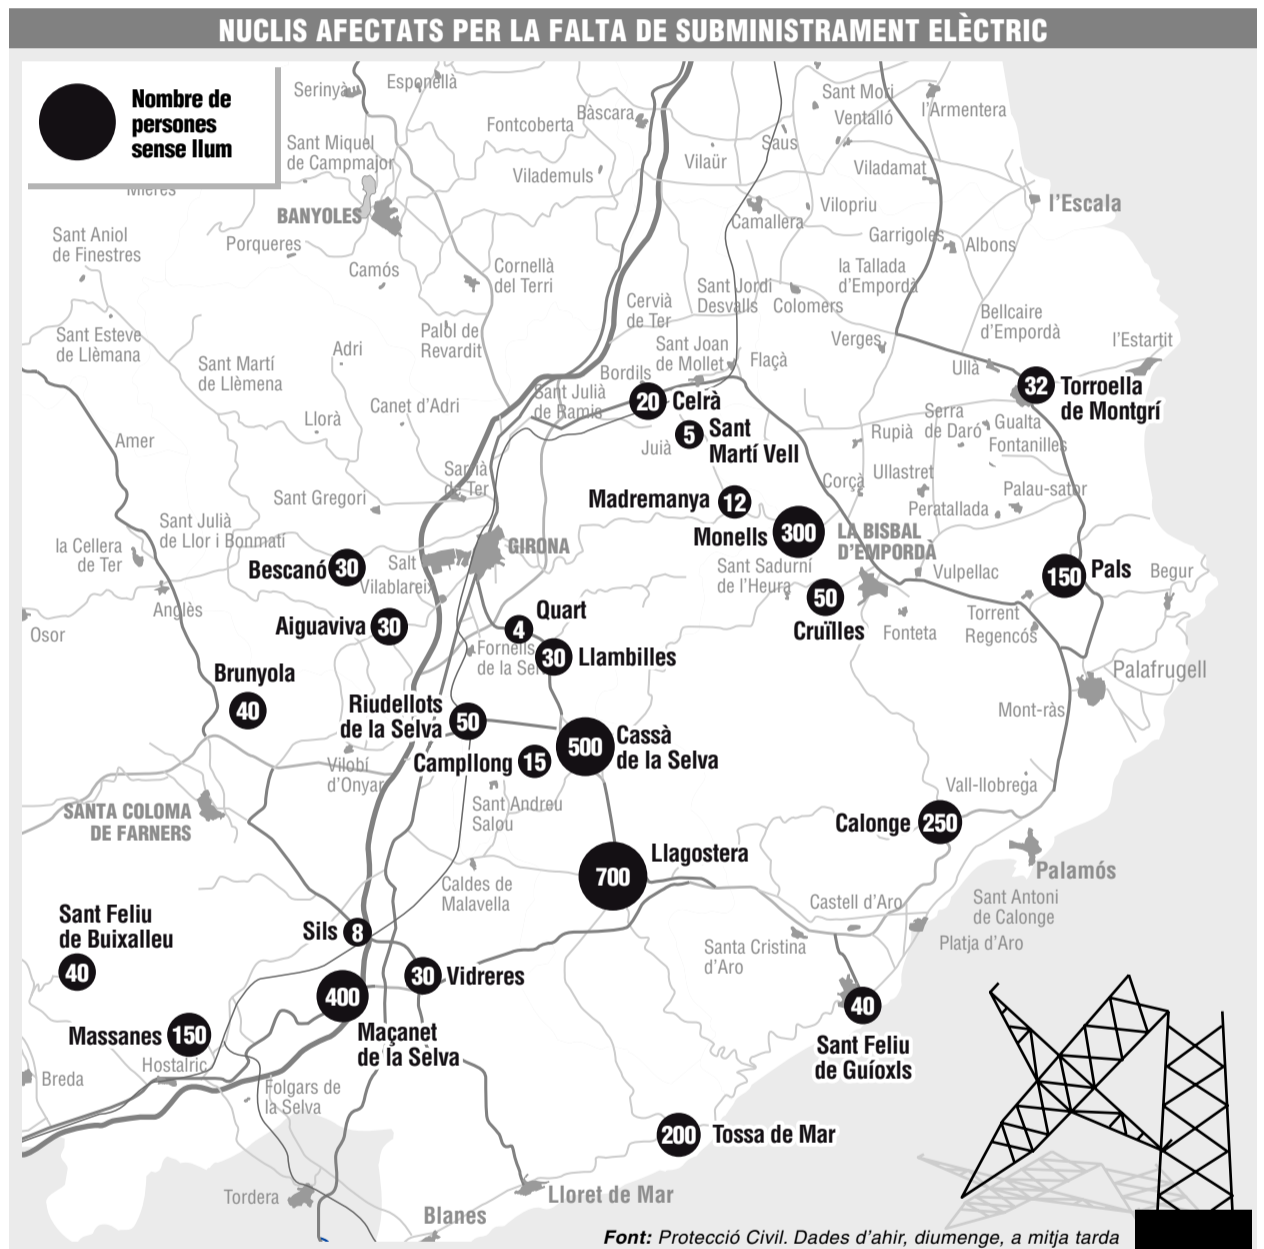 NUCLIS AFECTATS PER LA FALTA DE SUBMINISTRAMENT ELÈCTRIC
Nombre de
persones
sense llum
Serinyà
Esponellà
Sant Miquel
de Campmajor
Mieres
BANYOLES
Fontcoberta
Bàscara
Vilademuls
Vilaür
Saus
Sant Mori
Ventalló
l'Armentera
Viladamat
l'Escala
Camallera
Vilopriu
Garrigoles
Albons
Sant Aniol
de Finestres
Porqueres
Camós
Cornellà
del Terri
la Tallada
d'Empordà
Sant Jordi
Desvalls
Colomers
Cervià
de Ter
Bellcaire
d'Empordà
Sant Esteve
de Llèmana
Palol de
Revardit
Adri
Sant Martí
de Llèmena
Sant Joan
de Mollet
Flaçà
Verges
l'Estartit
Ullà
Bordils
Sant Julià
de Ramis
20 Celrà
32 Torroella
de Montgrí
Llorà
Canet d'Adri
Amer
5 Sant
Martí Vell
Juià
Rupià
Serra
de Daró
Gualta
Fontanilles
Sarrià
de Ter
Sant Gregori
Corçà
Ullastret
Palau-sator
Peratallada
Madremanya 12
Monells 300
LA BISBAL
D'EMPORDÀ
Sant Julià
de Llor i Bonmatí
la Cellera
de Ter
Salt
GIRONA
Bescanó 30
Vilablareix
Sant Sadurní
de l'Heura
Vulpellac
150 Pals
Begur
Anglès
Osor
50
Cruïlles
Fonteta
Torrent
Regencós
Aiguaviva 30
Quart
4
Fornells
de la Sel
30 Llambilles
Palafrugell
Brunyola
40
Mont-ràs
Riudellots
de la Selva 50
500 Cassà
de la Selva
Campllong 15
Vilobí
d'Onyar
Sant Andreu
Salou
Vall-llobrega
SANTA COLOMA
DE FARNERS
Calonge 250
Palamós
700 Llagostera
Caldes de
Malavella
Castell d'Aro
Sant Antoni
de Calonge
Platja d'Aro
Santa Cristina
d'Aro
Sant Feliu
de Buixalleu
40
Sils 8
30 Vidreres
400
Maçanet
de la Selva
40
Sant Feliu
de Guíoxls
Massanes 150
Hostalric
Breda
Folgars de
la Selva
200 Tossa de Mar
Tordera
Lloret de Mar
Blanes
Font: Protecció Civil. Dades d'ahir, diumenge, a mitja tarda